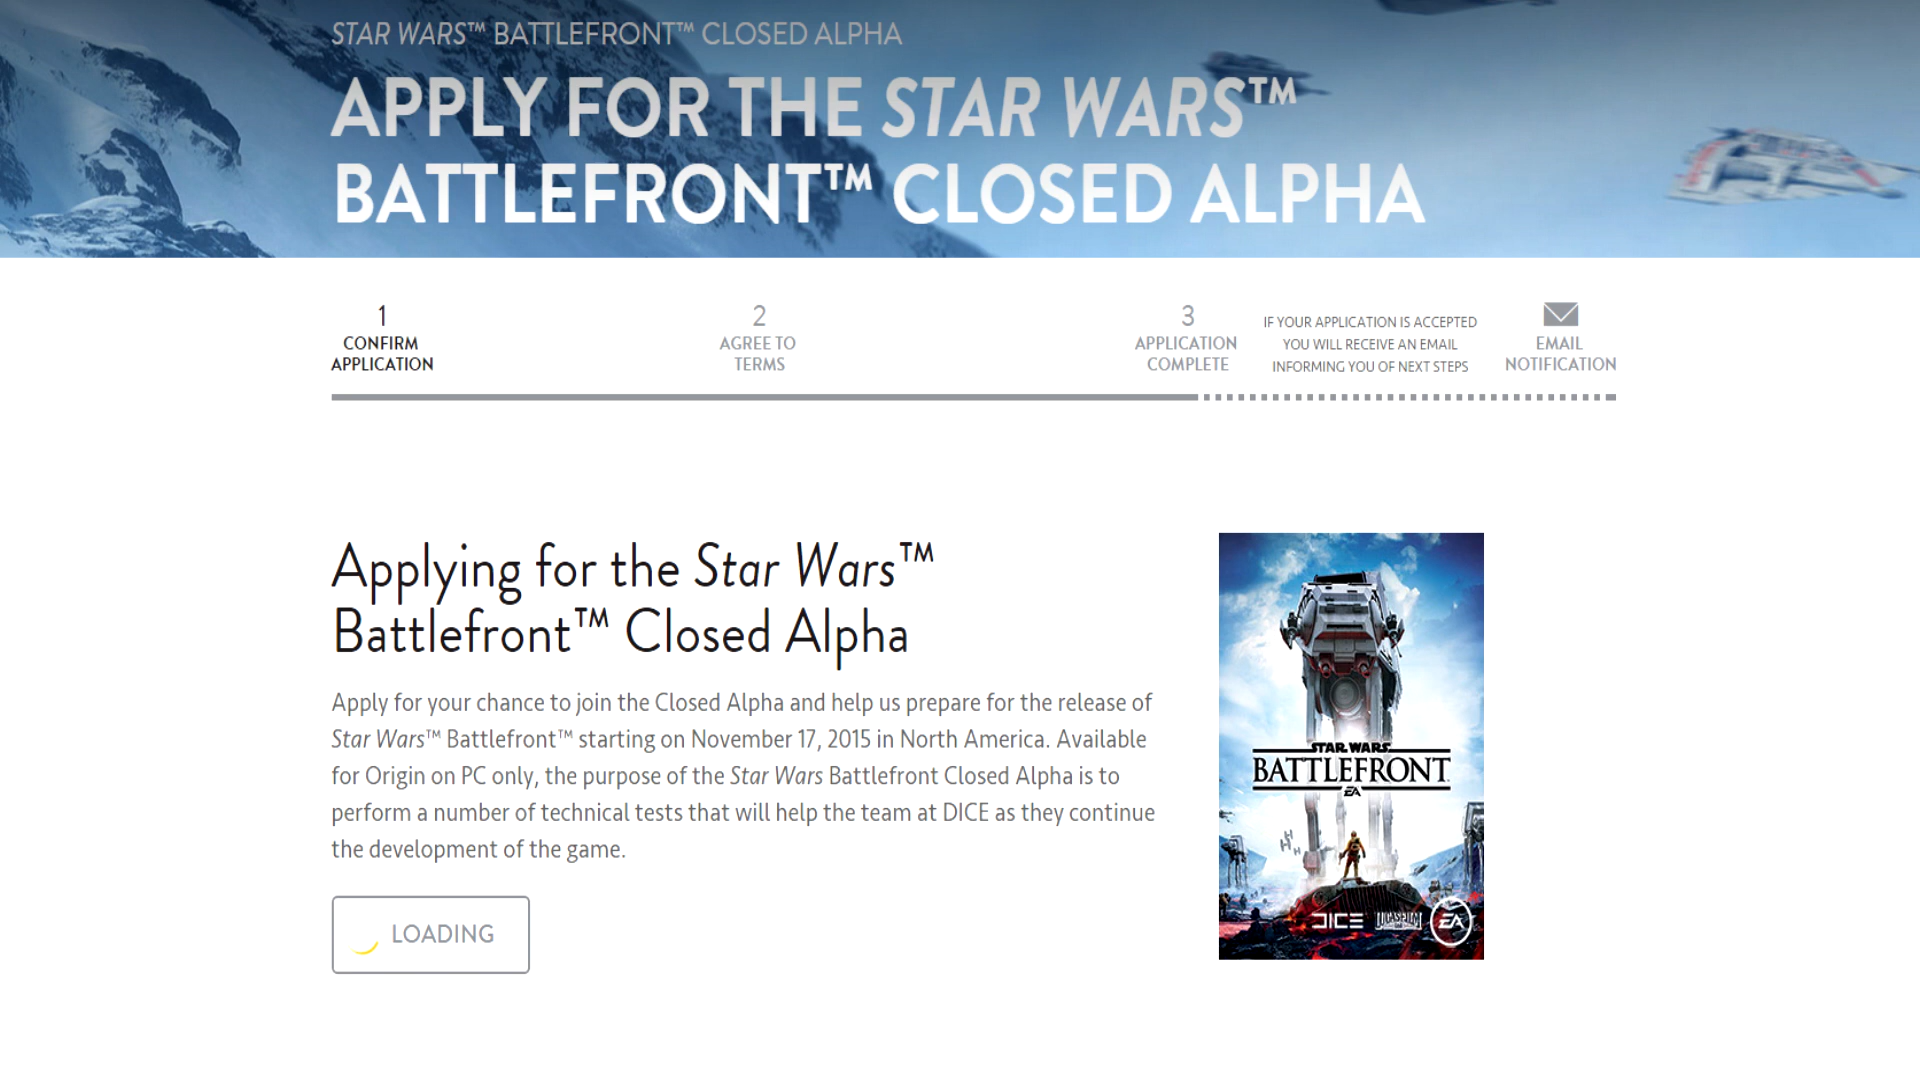 STAR WARS™ BATTLEFRONT™ CLOSED ALPHA
APPLY FOR THE STAR WARS™
BATTLEFRONT™ CLOSED ALPHA
1
CONFIRM
APPLICATION
2
AGREE TO
TERMS
3
APPLICATION
COMPLETE
IF YOUR APPLICATION IS ACCEPTED
YOU WILL RECEIVE AN EMAIL
INFORMING YOU OF NEXT STEPS
EMAIL
NOTIFICATION
Applying for the Star Wars™
Battlefront™ Closed Alpha
Apply for your chance to join the Closed Alpha and help us prepare for the release of
Star Wars™ Battlefront™ starting on November 17, 2015 in North America. Available
for Origin on PC only, the purpose of the Star Wars Battlefront Closed Alpha is to
perform a number of technical tests that will help the team at DICE as they continue
the development of the game.
LOADING
STAR WARS
BATTLEFRONT
EA
DICE LUCASFILM EA